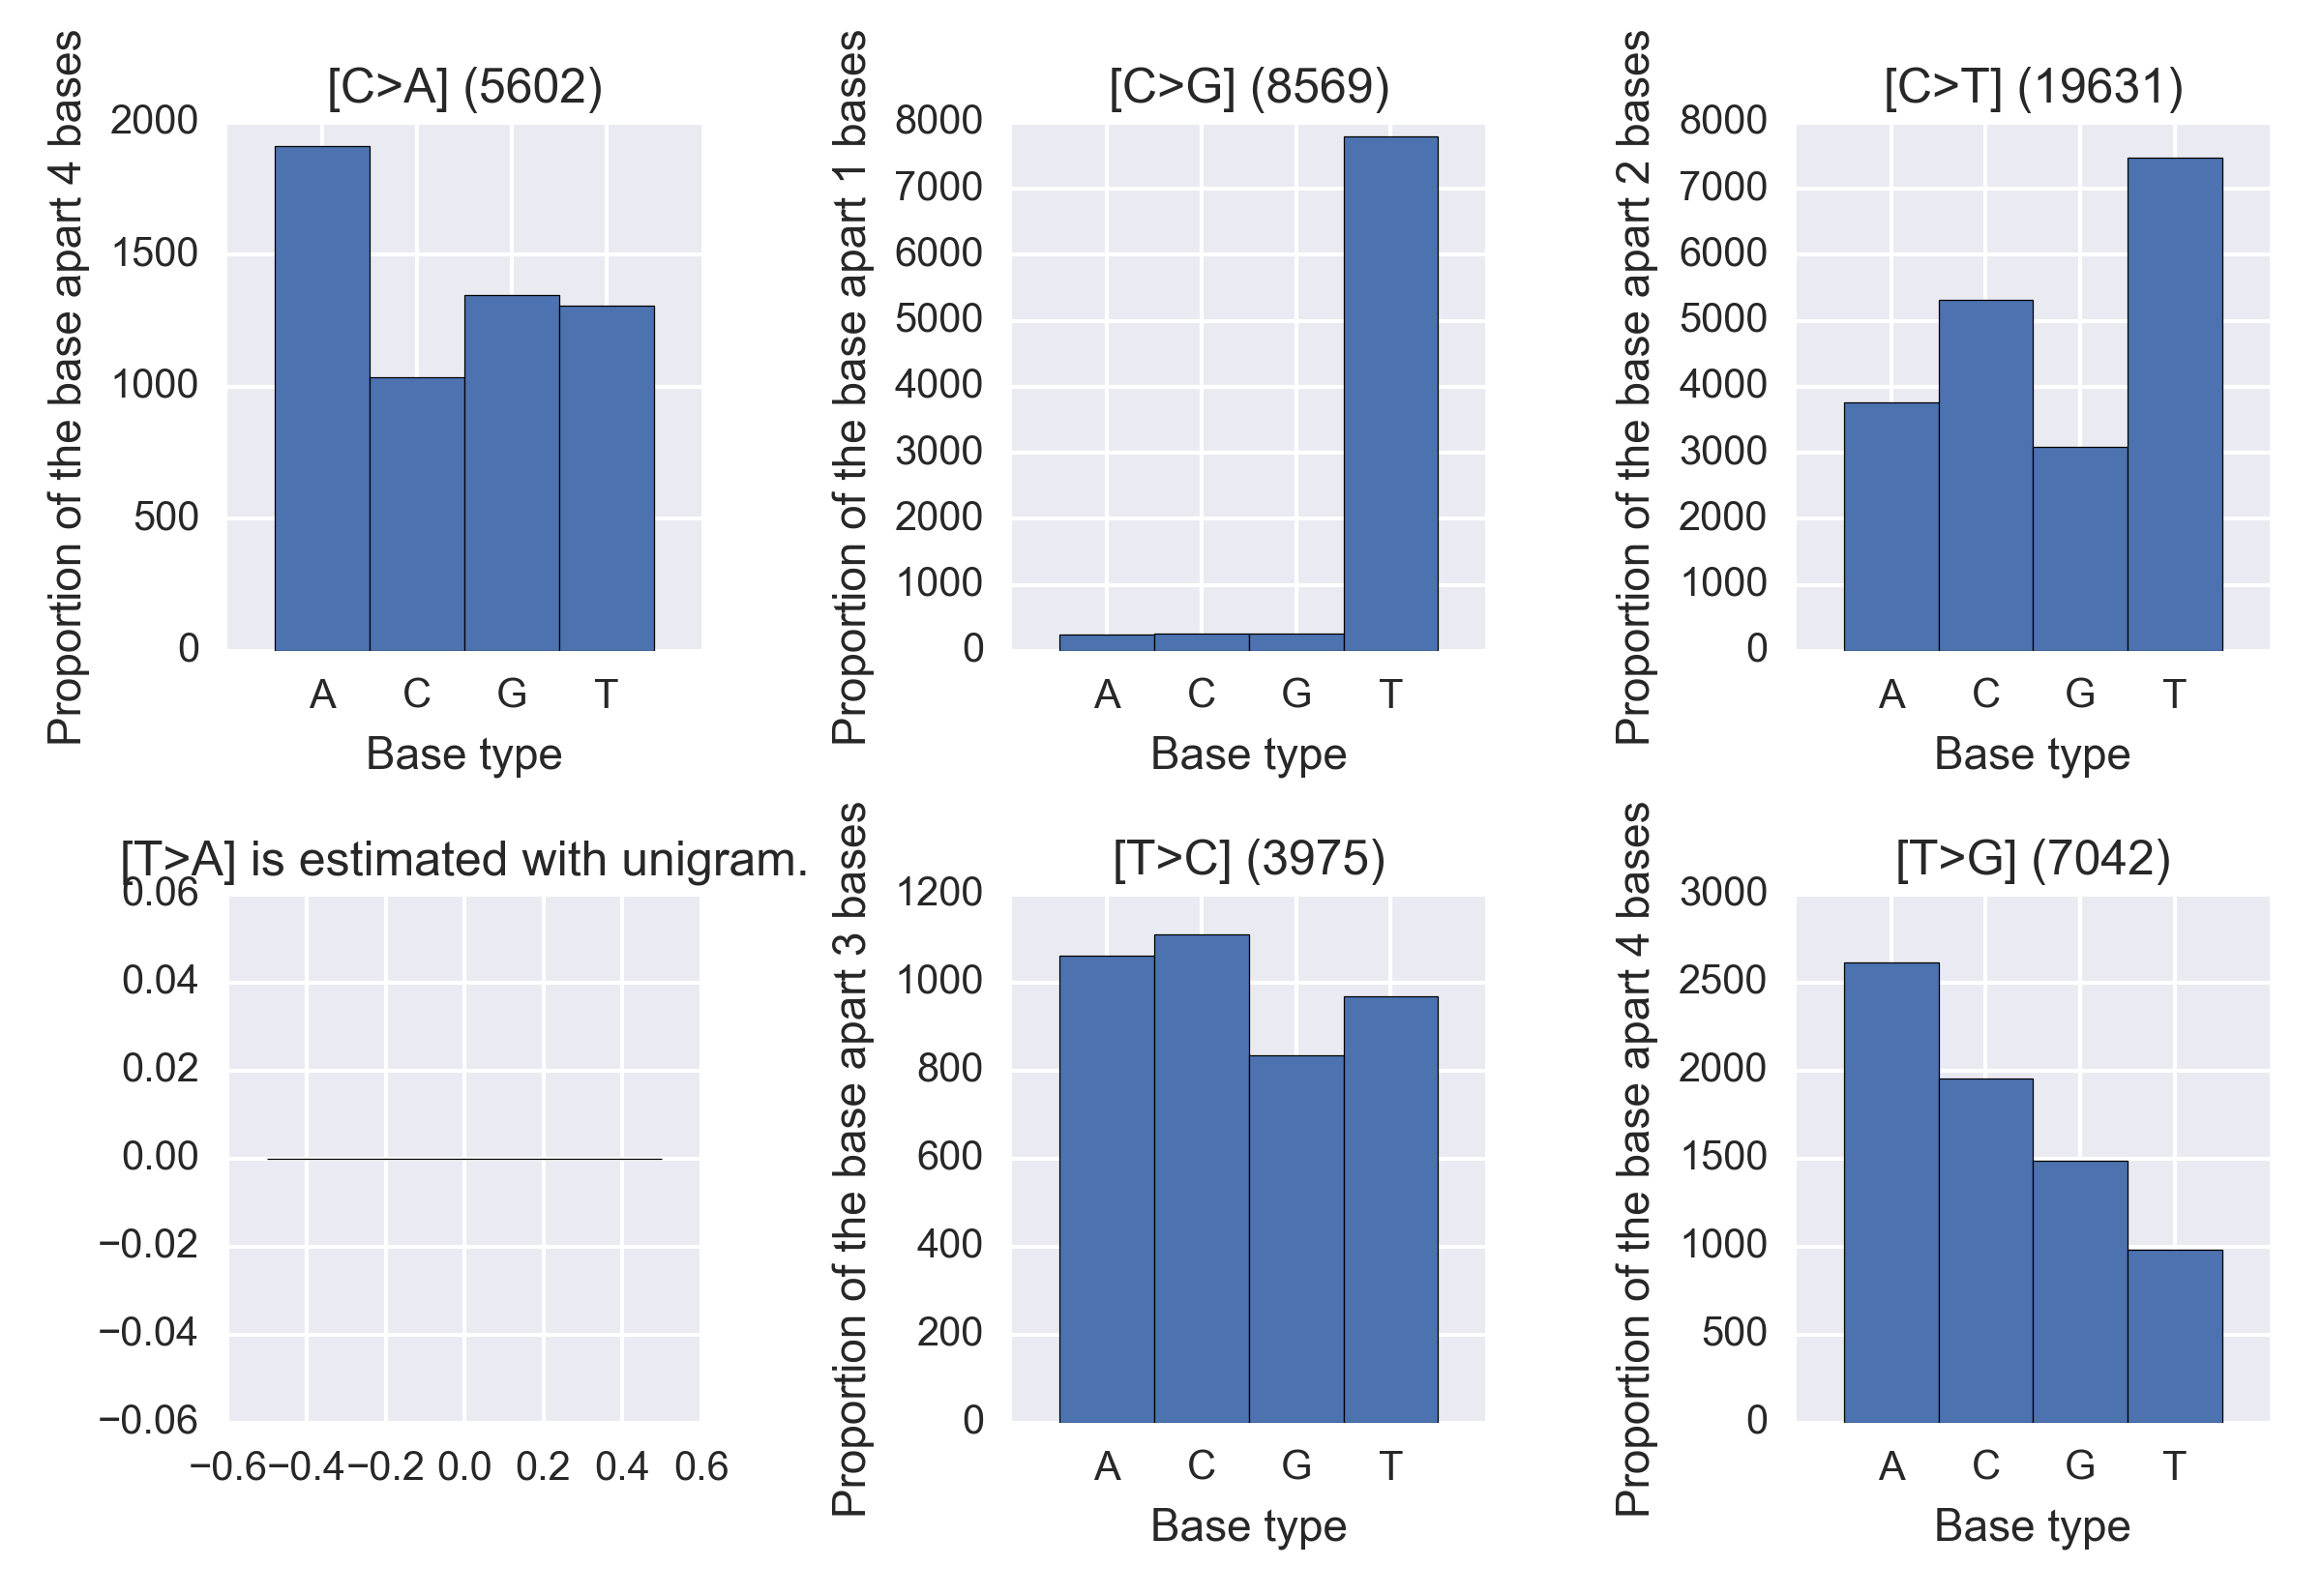 [C>A] (5602)
Proportion of the base apart 4 bases
2000
1500
1000
500
0
A C G T
Base type
[C>G] (8569)
Proportion of the base apart 1 bases
8000
7000
6000
5000
4000
3000
2000
1000
0
A C G T
Base type
[C>T] (19631)
Proportion of the base apart 2 bases
8000
7000
6000
5000
4000
3000
2000
1000
0
A C G T
Base type
[T>A] is estimated with unigram.
0.06
0.04
0.02
0.00
−0.02
−0.04
−0.06
−0.6 −0.4 −0.2 0.0 0.2 0.4 0.6
[T>C] (3975)
Proportion of the base apart 3 bases
1200
1000
800
600
400
200
0
A C G T
Base type
[T>G] (7042)
Proportion of the base apart 4 bases
3000
2500
2000
1500
1000
500
0
A C G T
Base type